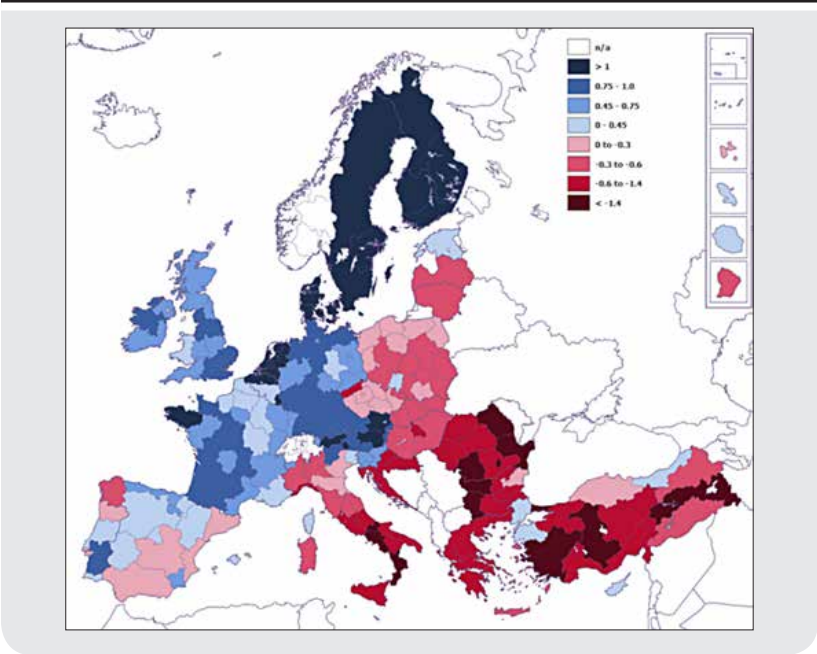 n/a
> 1
0.75 - 1.0
0.45 - 0.75
0 - 0.45
0 to -0.3
-0.3 to -0.6
-0.6 to -1.4
< -1.4